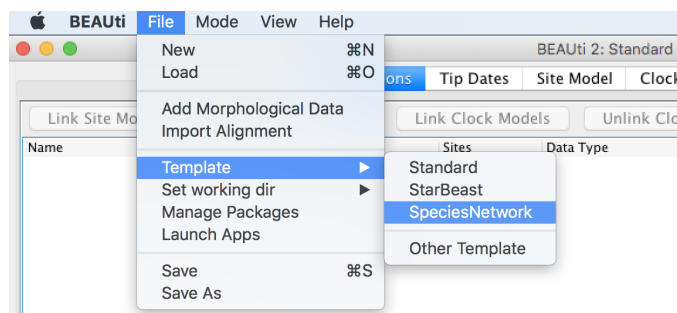 BEAUti File Mode View Help
New ⌘N
BEAUti 2: Standard
Load ⌘O
ons Tip Dates Site Model Clock
Add Morphological Data
Link Site Mo
Link Clock Models
Unlink Clo
Import Alignment
Name
Sites Data Type
Template ▶
Standard
Set working dir ▶
StarBeast
Manage Packages
SpeciesNetwork
Launch Apps
Other Template
Save ⌘S
Save As